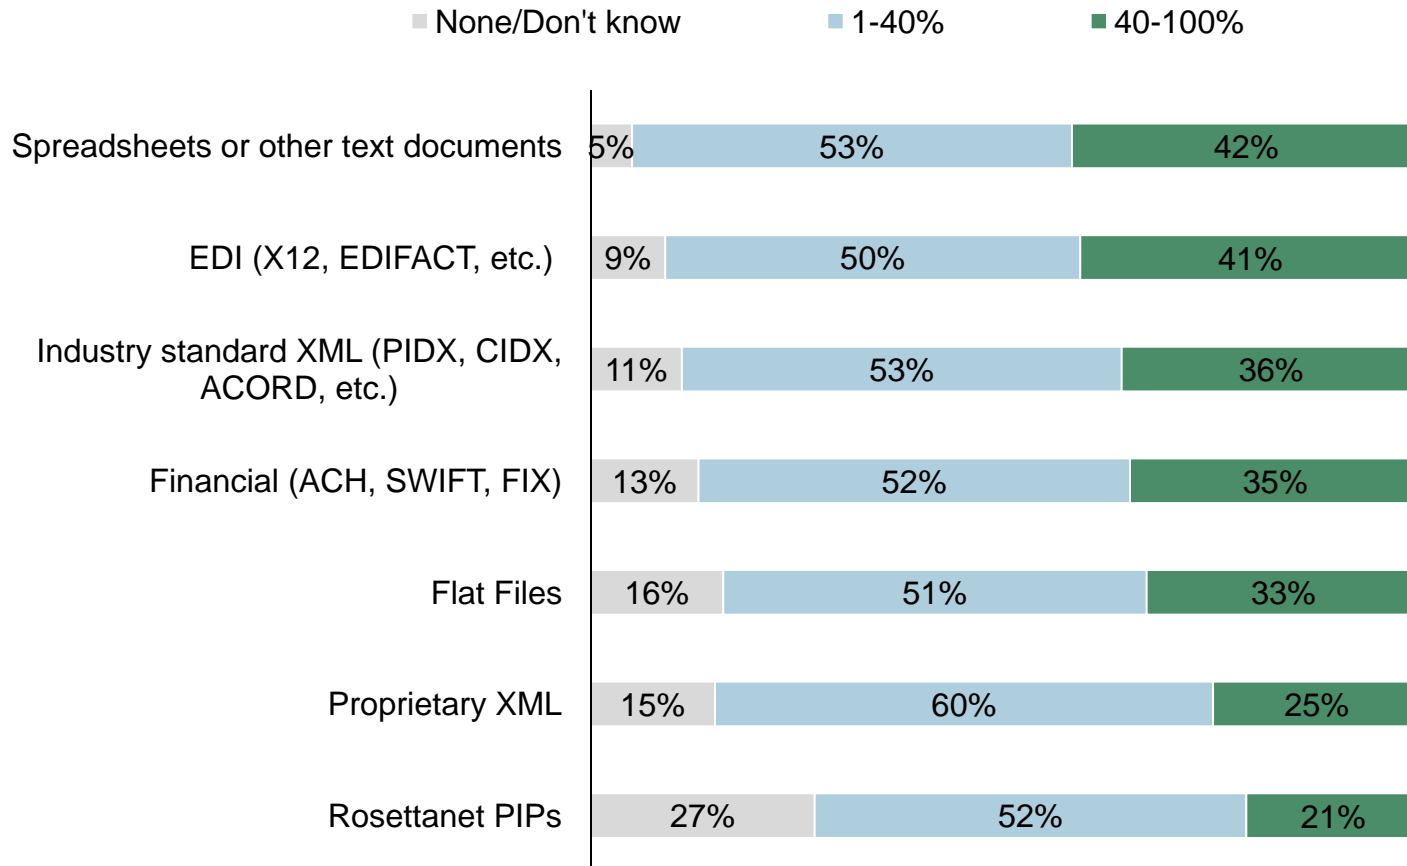 None/Don't know 1-40% 40-100%
Spreadsheets or other text documents 5% 53% 42%
EDI (X12, EDIFACT, etc.) 9% 50% 41%
Industry standard XML (PIDX, CIDX,
ACORD, etc.) 11% 53% 36%
Financial (ACH, SWIFT, FIX) 13% 52% 35%
Flat Files 16% 51% 33%
Proprietary XML 15% 60% 25%
Rosettanet PIPs 27% 52% 21%